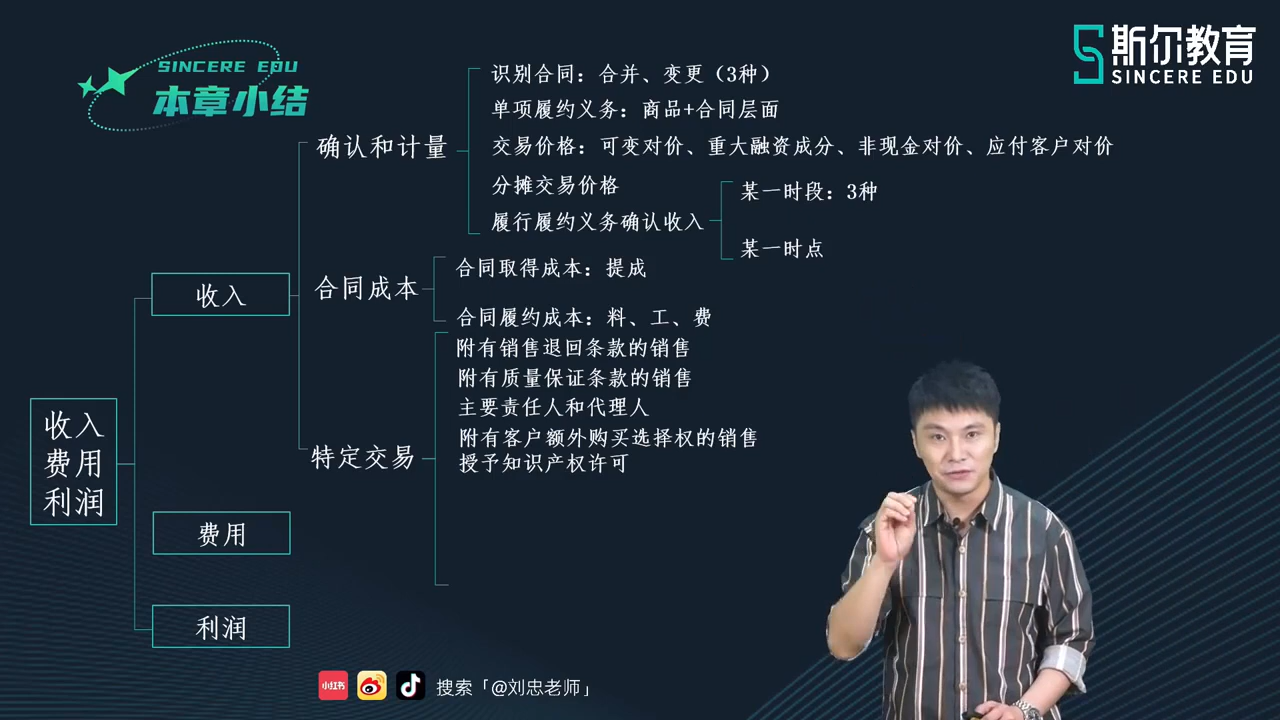 SINCERE EDU
本章小结
斯尔教育
SINCERE EDU
收入
费用
利润
收入
确认和计量
识别合同：合并、变更（3种）
单项履约义务：商品+合同层面
交易价格：可变对价、重大融资成分、非现金对价、应付客户对价
分摊交易价格
履行履约义务确认收入
某一时段：3种
某一时点
合同成本
合同取得成本：提成
合同履约成本：料、工、费
特定交易
附有销售退回条款的销售
附有质量保证条款的销售
主要责任人和代理人
附有客户额外购买选择权的销售
授予知识产权许可
费用
利润
小红书
搜索「@刘忠老师」